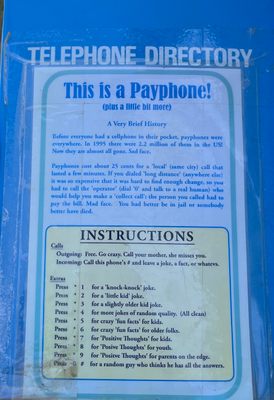 TELEPHONE DIRECTORY
This is a Payphone!
(plus a little bit more)
A Very Brief History
Before everyone had a cellphone in their pocket, payphones were
everywhere. In 1995 there were 2.2 million of them in the US!
Now they are almost all gone. Sad face.
Payphones cost about 25 cents for a 'local' (same city) call that
lasted a few minutes. If you dialed 'long distance' (anywhere else)
it was so expensive that it was hard to find enough change, so you
had to call the 'operator' (dial '0' and talk to a real human) who
would help you make a 'collect call': the person you called had to
pay the bill. Mad face. You had better be in jail or somebody
better have died.
INSTRUCTIONS
Calls
Outgoing: Free. Go crazy. Call your mother, she misses you.
Incoming: Call this phone's # and leave a joke, a fact, or whatevs.
Extras
Press * 1 for a 'knock-knock' joke.
Press * 2 for a 'little kid' joke.
Press * 3 for a slightly older kid joke.
Press * 4 for more jokes of random quality. (All clean)
Press * 5 for crazy 'fun facts' for kids.
Press * 6 for crazy 'fun facts' for older folks.
Press * 7 for 'Positive Thoughts' for kids.
Press * 8 for 'Posive Thoughts' for youth.
Press * 9 for 'Posive Thoughts' for parents on the edge.
Press # for a random guy who thinks he has all the answers.